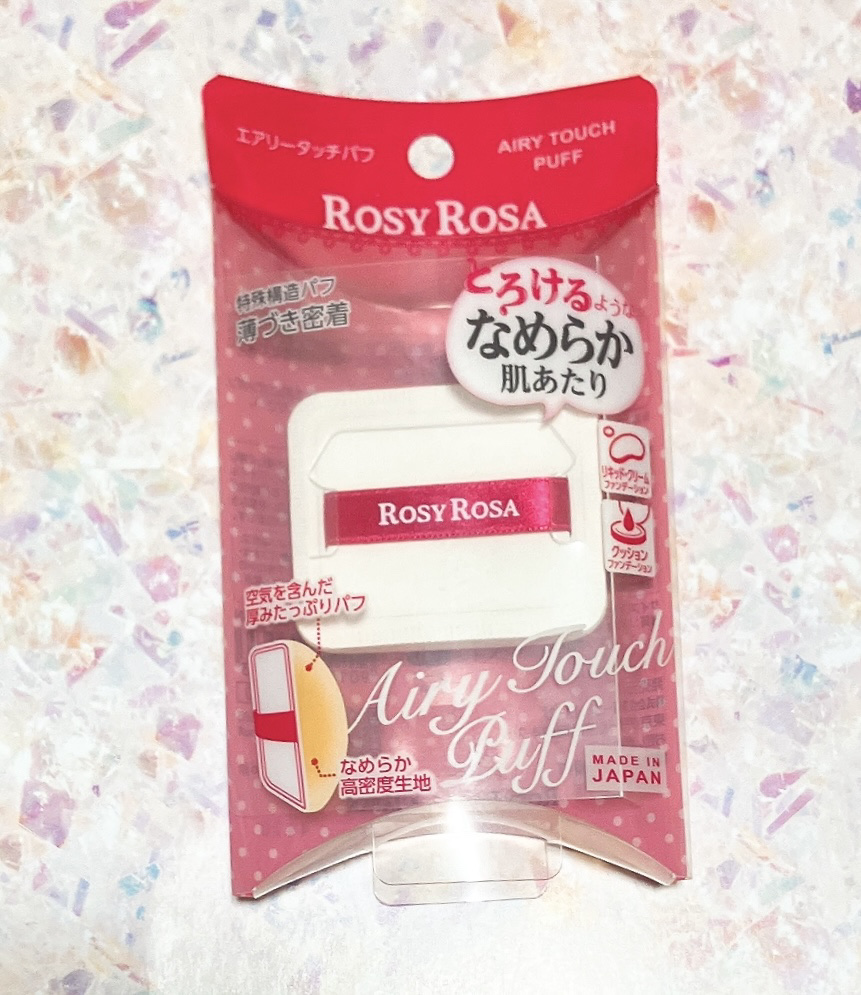 エアリータッチパフ
AIRY TOUCH
PUFF
ROSY ROSA
特殊構造パフ
薄づき密着
とろけるような
なめらか
肌あたり
リキッド・クリーム
ファンデーション
ROSY ROSA
クッション
ファンデーション
空気を含んだ
厚みたっぷりパフ
Airy Touch
Puff
なめらか
高密度生地
MADE IN
JAPAN